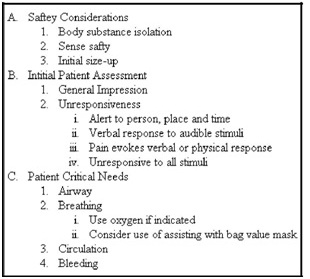 A. Saftey Considerations
1. Body substance isolation
2. Sense safty
3. Initial size-up
B. Intitial Patient Assessment
1. General Impression
2. Unresponsiveness
i. Alert to person, place and time
ii. Verbal response to audible stimuli
iii. Pain evokes verbal or physical response
iv. Unresponsive to all stimuli
C. Patient Critical Needs
1. Airway
2. Breathing
i. Use oxygen if indicated
ii. Consider use of assisting with bag value mask
3. Circulation
4. Bleeding